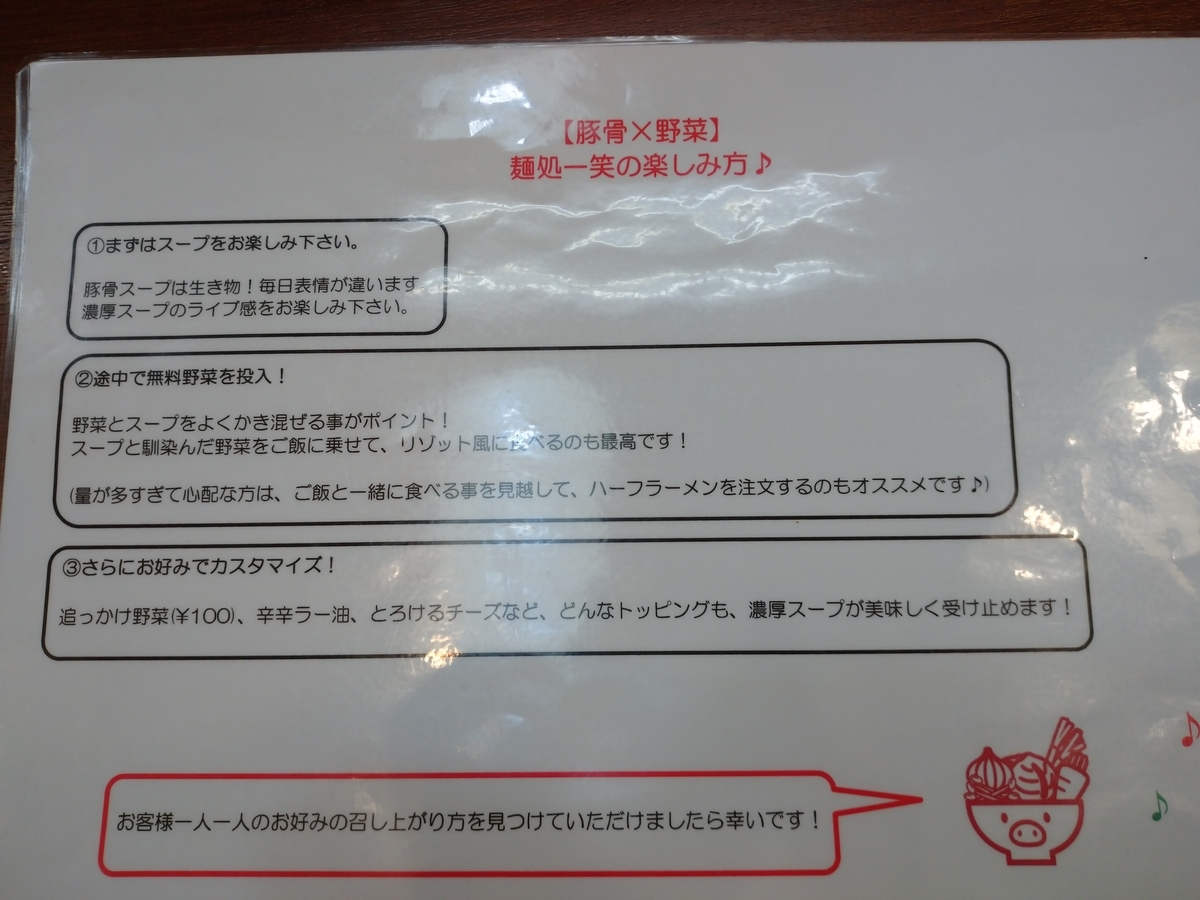 【豚骨×野菜】
麺処一笑の楽しみ方♪
①まずはスープをお楽しみ下さい。
豚骨スープは生き物！毎日表情が違います。
濃厚スープのライブ感をお楽しみ下さい。
②途中で無料野菜を投入！
野菜とスープをよくかき混ぜる事がポイント！
スープと馴染んだ野菜をご飯に乗せて、リゾット風に食べるのも最高です！
(量が多すぎて心配な方は、ご飯と一緒に食べる事を見越して、ハーフラーメンを注文するのもオススメです♪)
③さらにお好みでカスタマイズ！
追っかけ野菜(¥100)、辛辛ラー油、とろけるチーズなど、どんなトッピングも、濃厚スープが美味しく受け止めます！
お客様一人一人のお好みの召し上がり方を見つけていただけましたら幸いです！